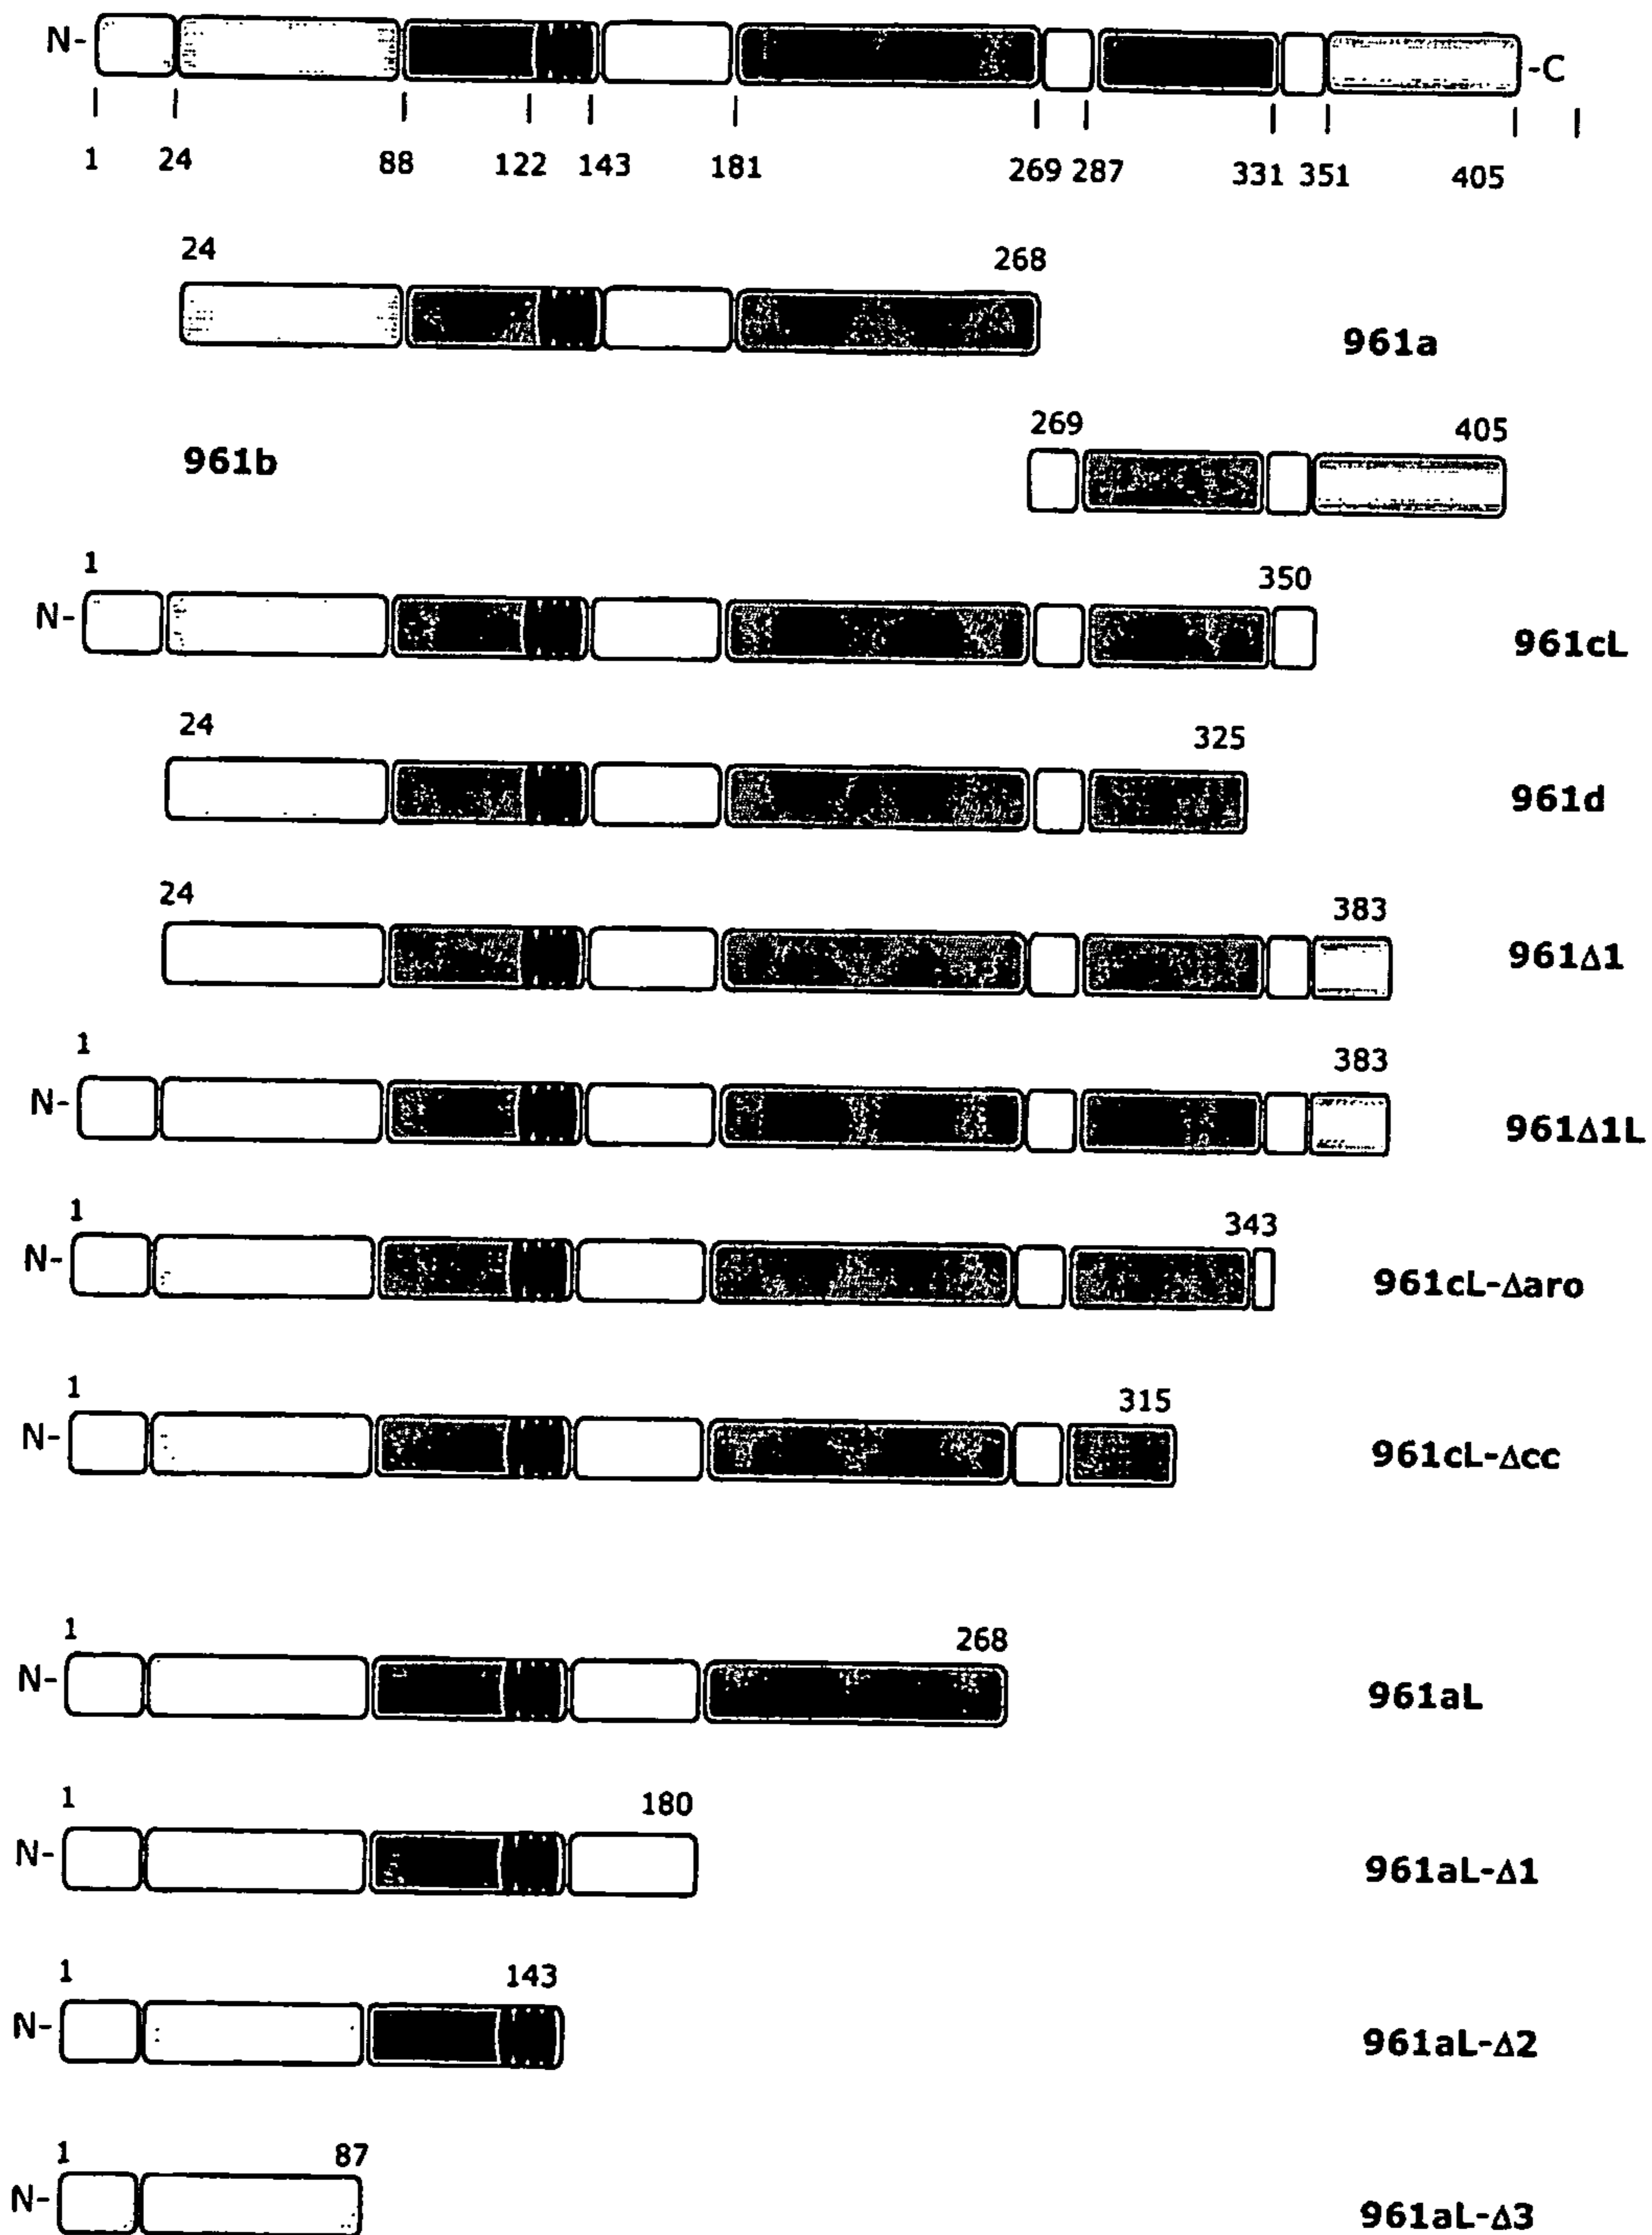 N- -C
1 24 88 122 143 181 269 287 331 351 405
24 268
961a
269 405
961b
1 350
N-
961cL
24 325
961d
24 383
961Δ1
1 383
N-
961Δ1L
1 343
N-
961cL-Δaro
1 315
N-
961cL-Δcc
1 268
N-
961aL
1 180
N-
961aL-Δ1
1 143
N-
961aL-Δ2
1 87
N-
961aL-Δ3